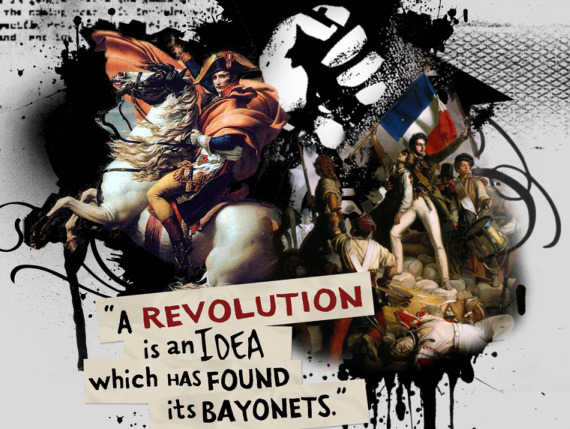 "A REVOLUTION
is an IDEA
which HAS FOUND
its BAYONETS."